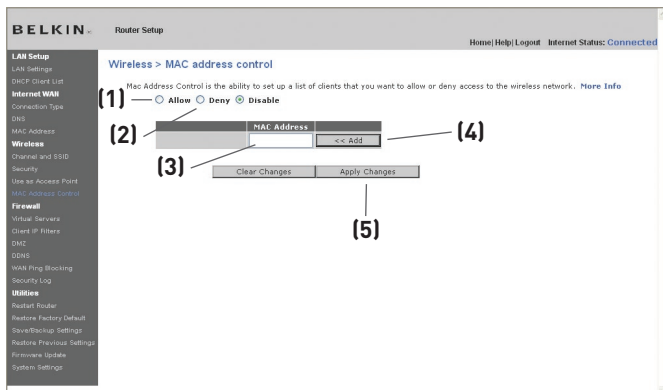 BELKIN®
Router Setup
Home| Help| Logout Internet Status: Connected
LAN Setup
LAN Settings
DHCP Client List
Internet WAN
Connection Type
DNS
MAC Address
Wireless
Channel and SSID
Security
Use as Access Point
MAC Address Control
Firewall
Virtual Servers
Client IP Filters
DMZ
DDNS
WAN Ping Blocking
Security Log
Utilities
Restart Router
Restore Factory Default
Save/Backup Settings
Restore Previous Settings
Firmware Update
System Settings
Wireless > MAC address control
Mac Address Control is the ability to set up a list of clients that you want to allow or deny access to the wireless network. More Info
(1) Allow Deny Disable
(2)
MAC Address
<< Add
(4)
(3)
Clear Changes Apply Changes
(5)